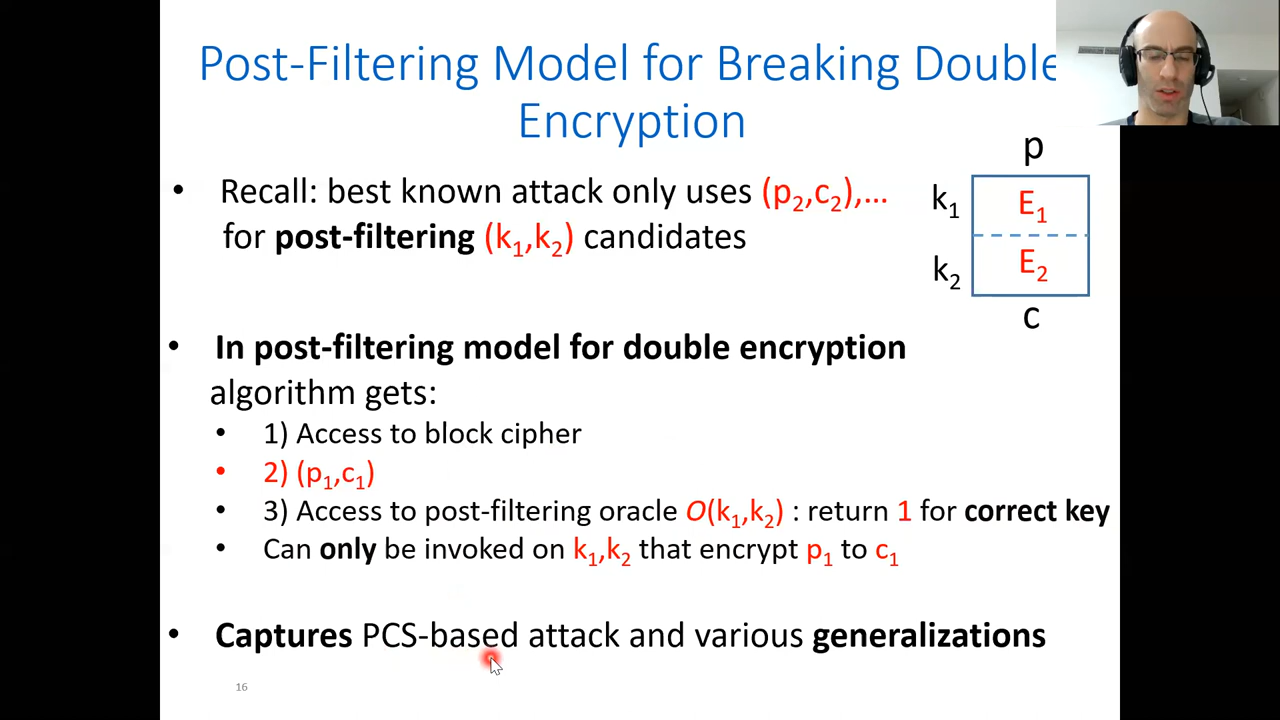 Post-Filtering Model for Breaking Double
Encryption
• Recall: best known attack only uses (p₂,c₂),...
for post-filtering (k₁,k₂) candidates
p
k₁ E₁
k₂ E₂
c
• In post-filtering model for double encryption
algorithm gets:
• 1) Access to block cipher
• 2) (p₁,c₁)
• 3) Access to post-filtering oracle O(k₁,k₂) : return 1 for correct key
• Can only be invoked on k₁,k₂ that encrypt p₁ to c₁
• Captures PCS-based attack and various generalizations
16